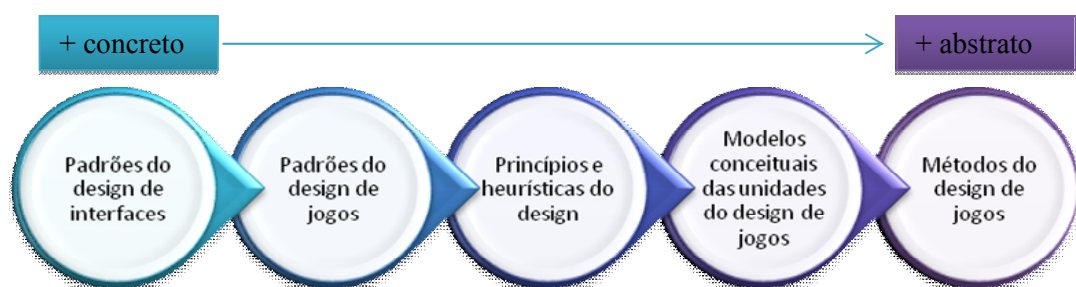 + concreto
+ abstrato
Padrões do
design de
interfaces
Padrões do
design de
jogos
Princípios e
heurísticas do
design
Modelos
conceituais
das unidades
do design de
jogos
Métodos do
design de
jogos